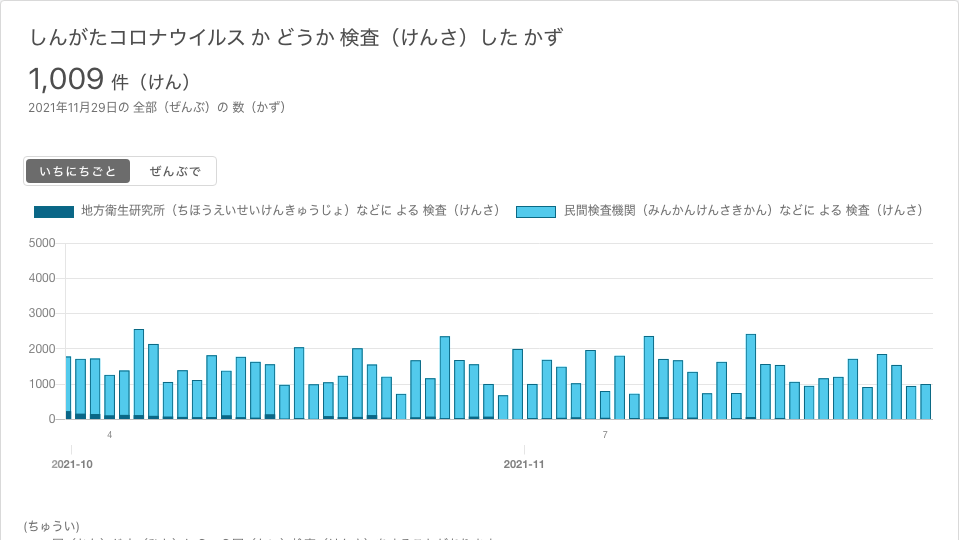 しんがたコロナウイルス か どうか 検査（けんさ）した かず
1,009 件（けん）
2021年11月29日の 全部（ぜんぶ）の 数（かず）
いちにちごと ぜんぶで
地方衛生研究所（ちほうえいせいけんきゅうじょ）などに よる 検査（けんさ） 民間検査機関（みんかんけんさきかん）などに よる 検査（けんさ）
5000
4000
3000
2000
1000
0
4 7
2021-10 2021-11
(ちゅうい)